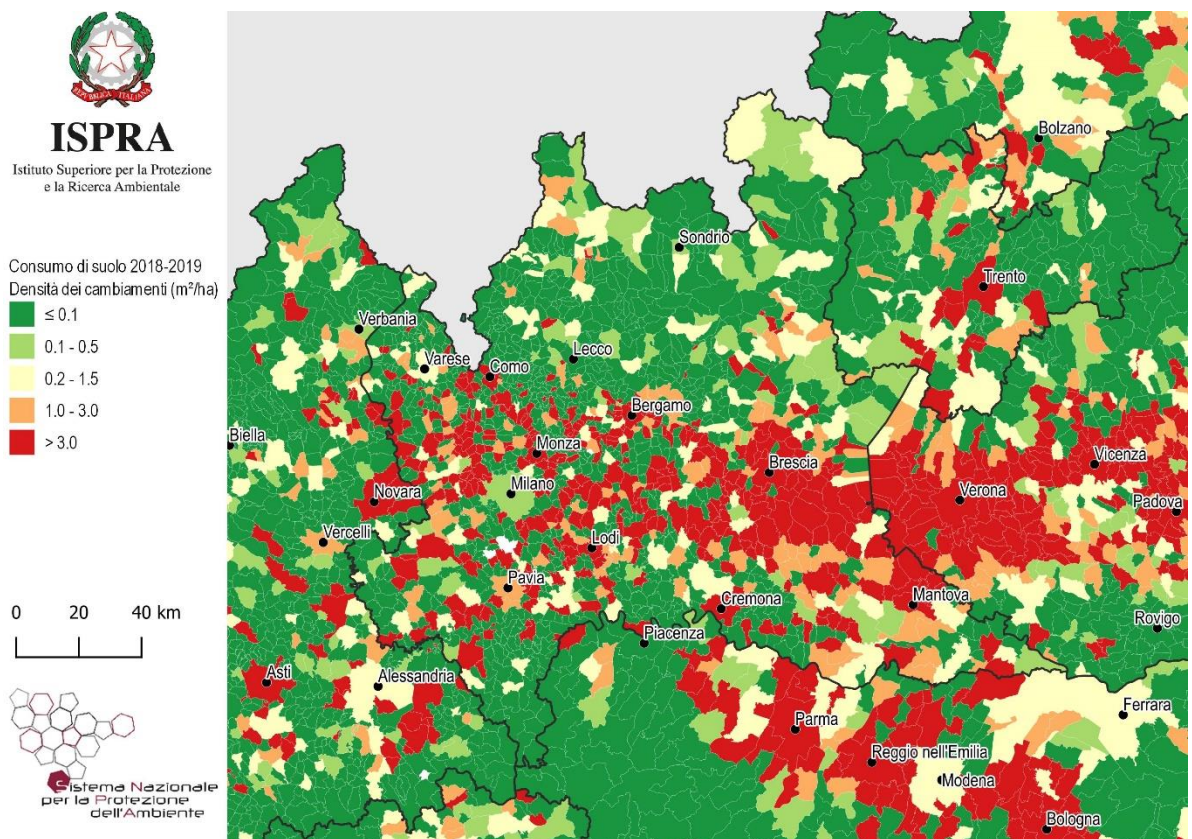 REPVBBLICA ITALIANA
ISPRA
Istituto Superiore per la Protezione
e la Ricerca Ambientale
Consumo di suolo 2018-2019
Densità dei cambiamenti (m²/ha)
≤ 0.1
0.1 - 0.5
0.2 - 1.5
1.0 - 3.0
> 3.0
0 20 40 km
Sistema Nazionale
per la Protezione
dell'Ambiente
Bolzano
Sondrio
Trento
Verbania
Varese
Como
Lecco
Bergamo
Biella
Monza
Brescia
Vicenza
Milano
Novara
Verona
Padova
Vercelli
Lodi
Pavia
Cremona
Mantova
Rovigo
Piacenza
Asti
Alessandria
Parma
Ferrara
Reggio nell'Emilia
Modena
Bologna